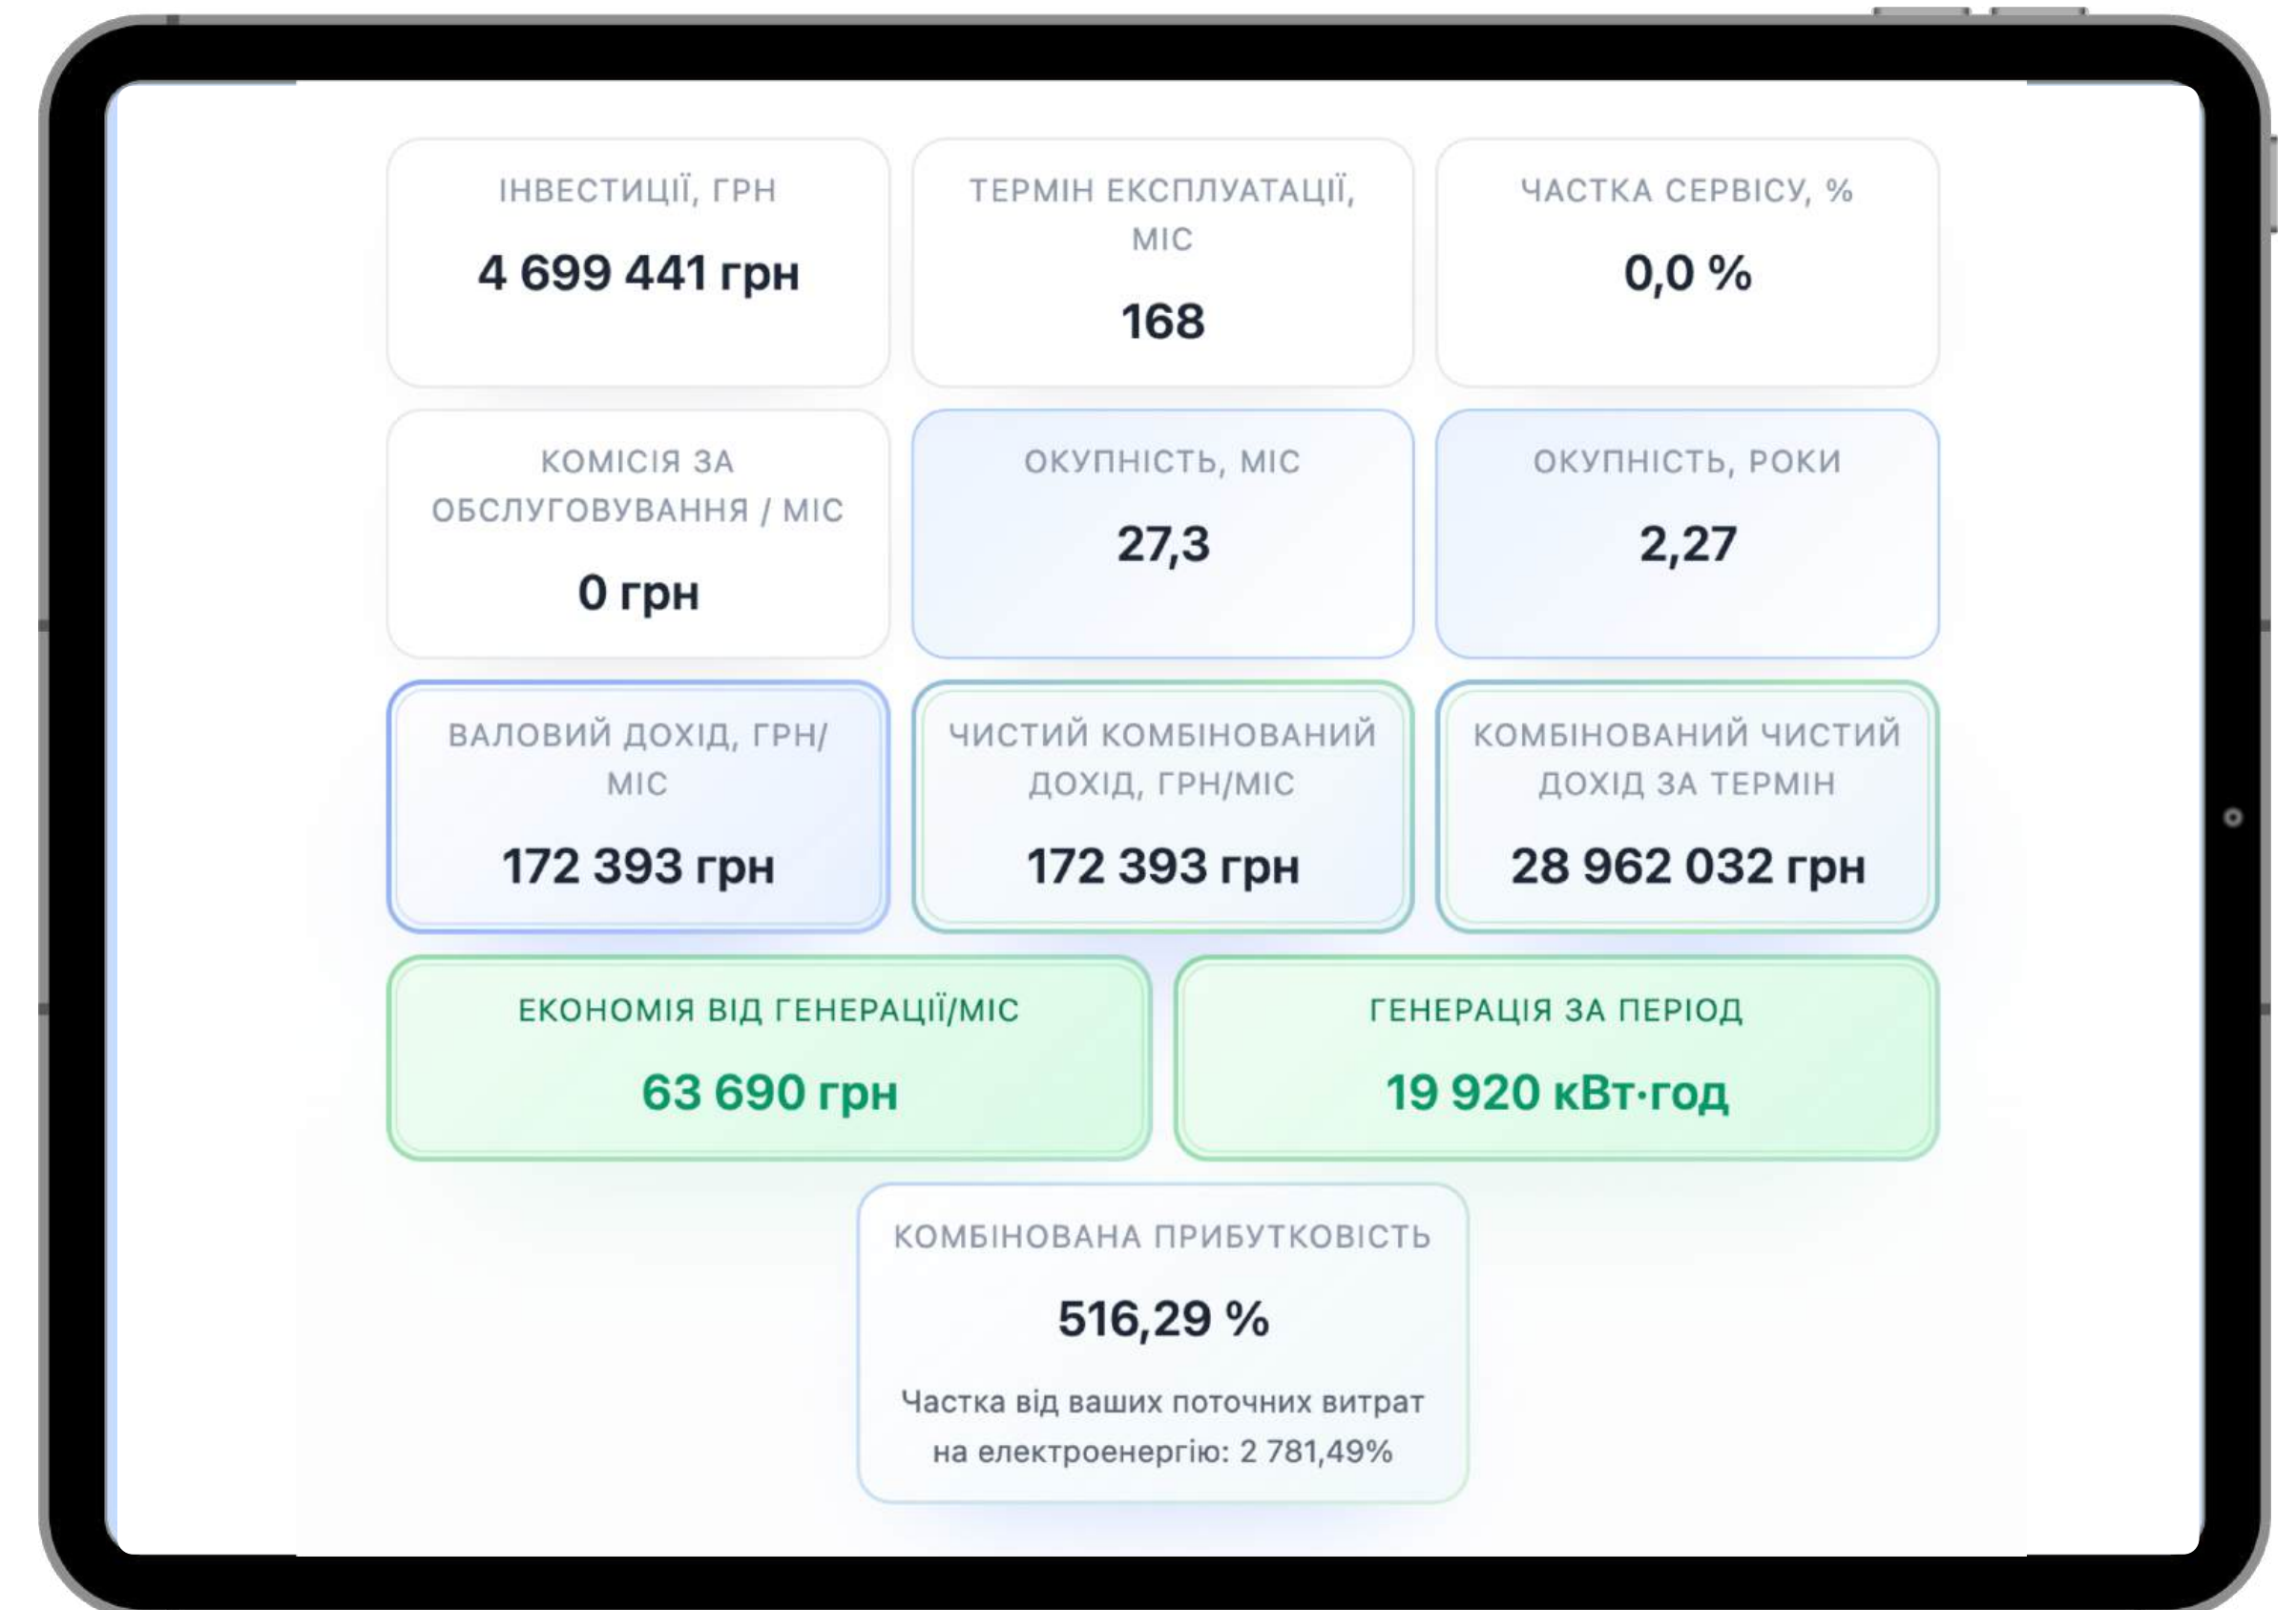 ІНВЕСТИЦІЇ, ГРН
4 699 441 грн
ТЕРМІН ЕКСПЛУАТАЦІЇ,
МІС
168
ЧАСТКА СЕРВІСУ, %
0,0 %
КОМІСІЯ ЗА
ОБСЛУГОВУВАННЯ / МІС
0 грн
ОКУПНІСТЬ, МІС
27,3
ОКУПНІСТЬ, РОКИ
2,27
ВАЛОВИЙ ДОХІД, ГРН/
МІС
172 393 грн
ЧИСТИЙ КОМБІНОВАНИЙ
ДОХІД, ГРН/МІС
172 393 грн
КОМБІНОВАНИЙ ЧИСТИЙ
ДОХІД ЗА ТЕРМІН
28 962 032 грн
ЕКОНОМІЯ ВІД ГЕНЕРАЦІЇ/МІС
63 690 грн
ГЕНЕРАЦІЯ ЗА ПЕРІОД
19 920 кВт·год
КОМБІНОВАНА ПРИБУТКОВІСТЬ
516,29 %
Частка від ваших поточних витрат
на електроенергію: 2 781,49%